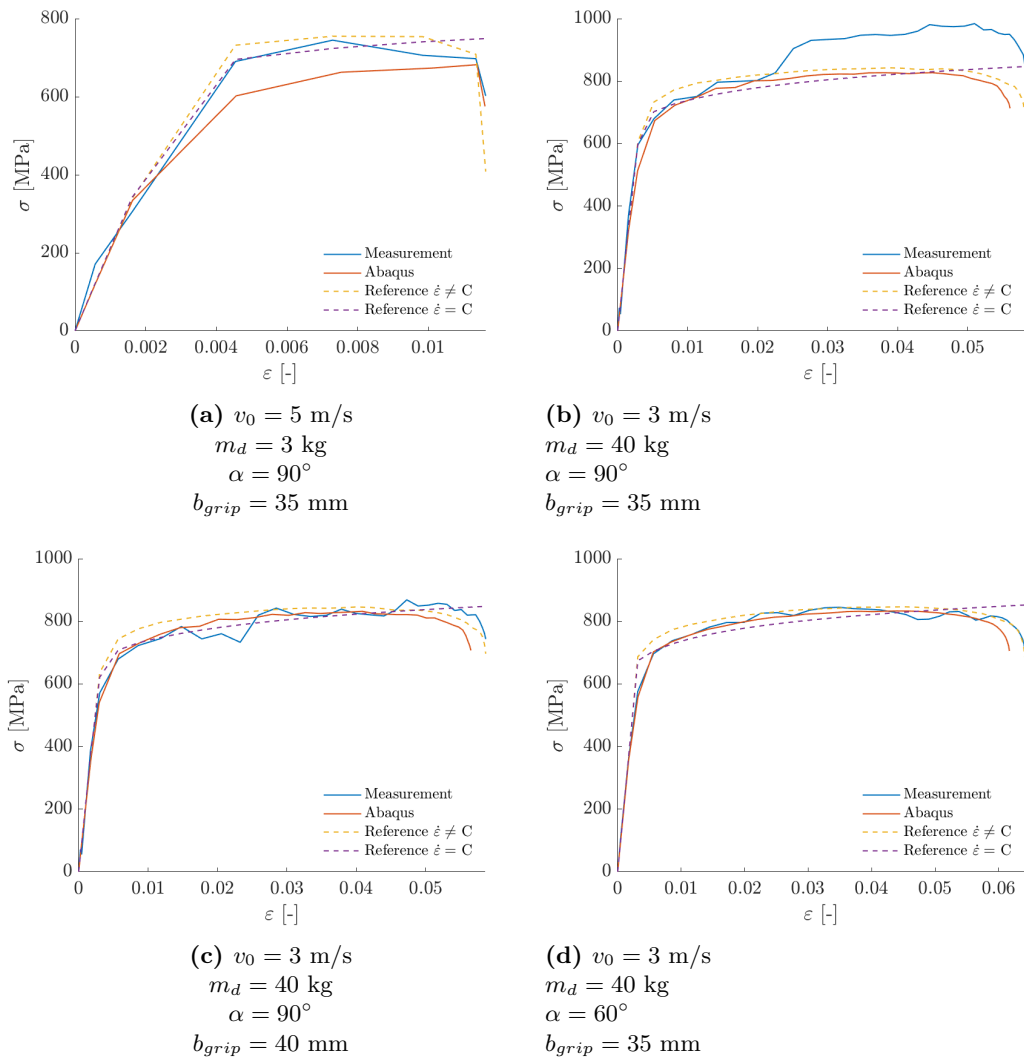 800
600
400
200
0
σ [MPa]
Measurement
Abaqus
Reference ε̇ ≠ C
Reference ε̇ = C
0 0.002 0.004 0.006 0.008 0.01
ε [-]
(a) v₀ = 5 m/s
m_d = 3 kg
α = 90°
b_grip = 35 mm
1000
800
600
400
200
0
σ [MPa]
Measurement
Abaqus
Reference ε̇ ≠ C
Reference ε̇ = C
0 0.01 0.02 0.03 0.04 0.05
ε [-]
(b) v₀ = 3 m/s
m_d = 40 kg
α = 90°
b_grip = 35 mm
1000
800
600
400
200
0
σ [MPa]
Measurement
Abaqus
Reference ε̇ ≠ C
Reference ε̇ = C
0 0.01 0.02 0.03 0.04 0.05
ε [-]
(c) v₀ = 3 m/s
m_d = 40 kg
α = 90°
b_grip = 40 mm
1000
800
600
400
200
0
σ [MPa]
Measurement
Abaqus
Reference ε̇ ≠ C
Reference ε̇ = C
0 0.01 0.02 0.03 0.04 0.05 0.06
ε [-]
(d) v₀ = 3 m/s
m_d = 40 kg
α = 60°
b_grip = 35 mm